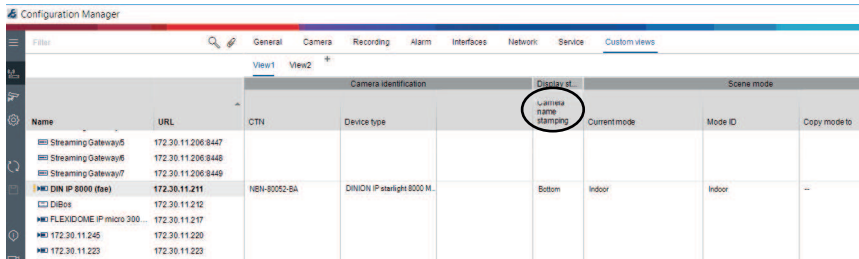 Configuration Manager
Filter General Camera Recording Alarm Interfaces Network Service Custom views
View1 View2 +
Camera identification Display st... Scene mode
Name URL CTN Device type Camera name stamping Current mode Mode ID Copy mode to
Streaming Gateway/5 172.30.11.206:8447
Streaming Gateway/6 172.30.11.206:8448
Streaming Gateway/7 172.30.11.206:8449
DIN IP 8000 (fae) 172.30.11.211 NBN-80052-BA DINION IP starlight 8000 M... Bottom Indoor Indoor --
DiBos 172.30.11.212
FLEXIDOME IP micro 300... 172.30.11.217
172.30.11.245 172.30.11.220
172.30.11.223 172.30.11.223